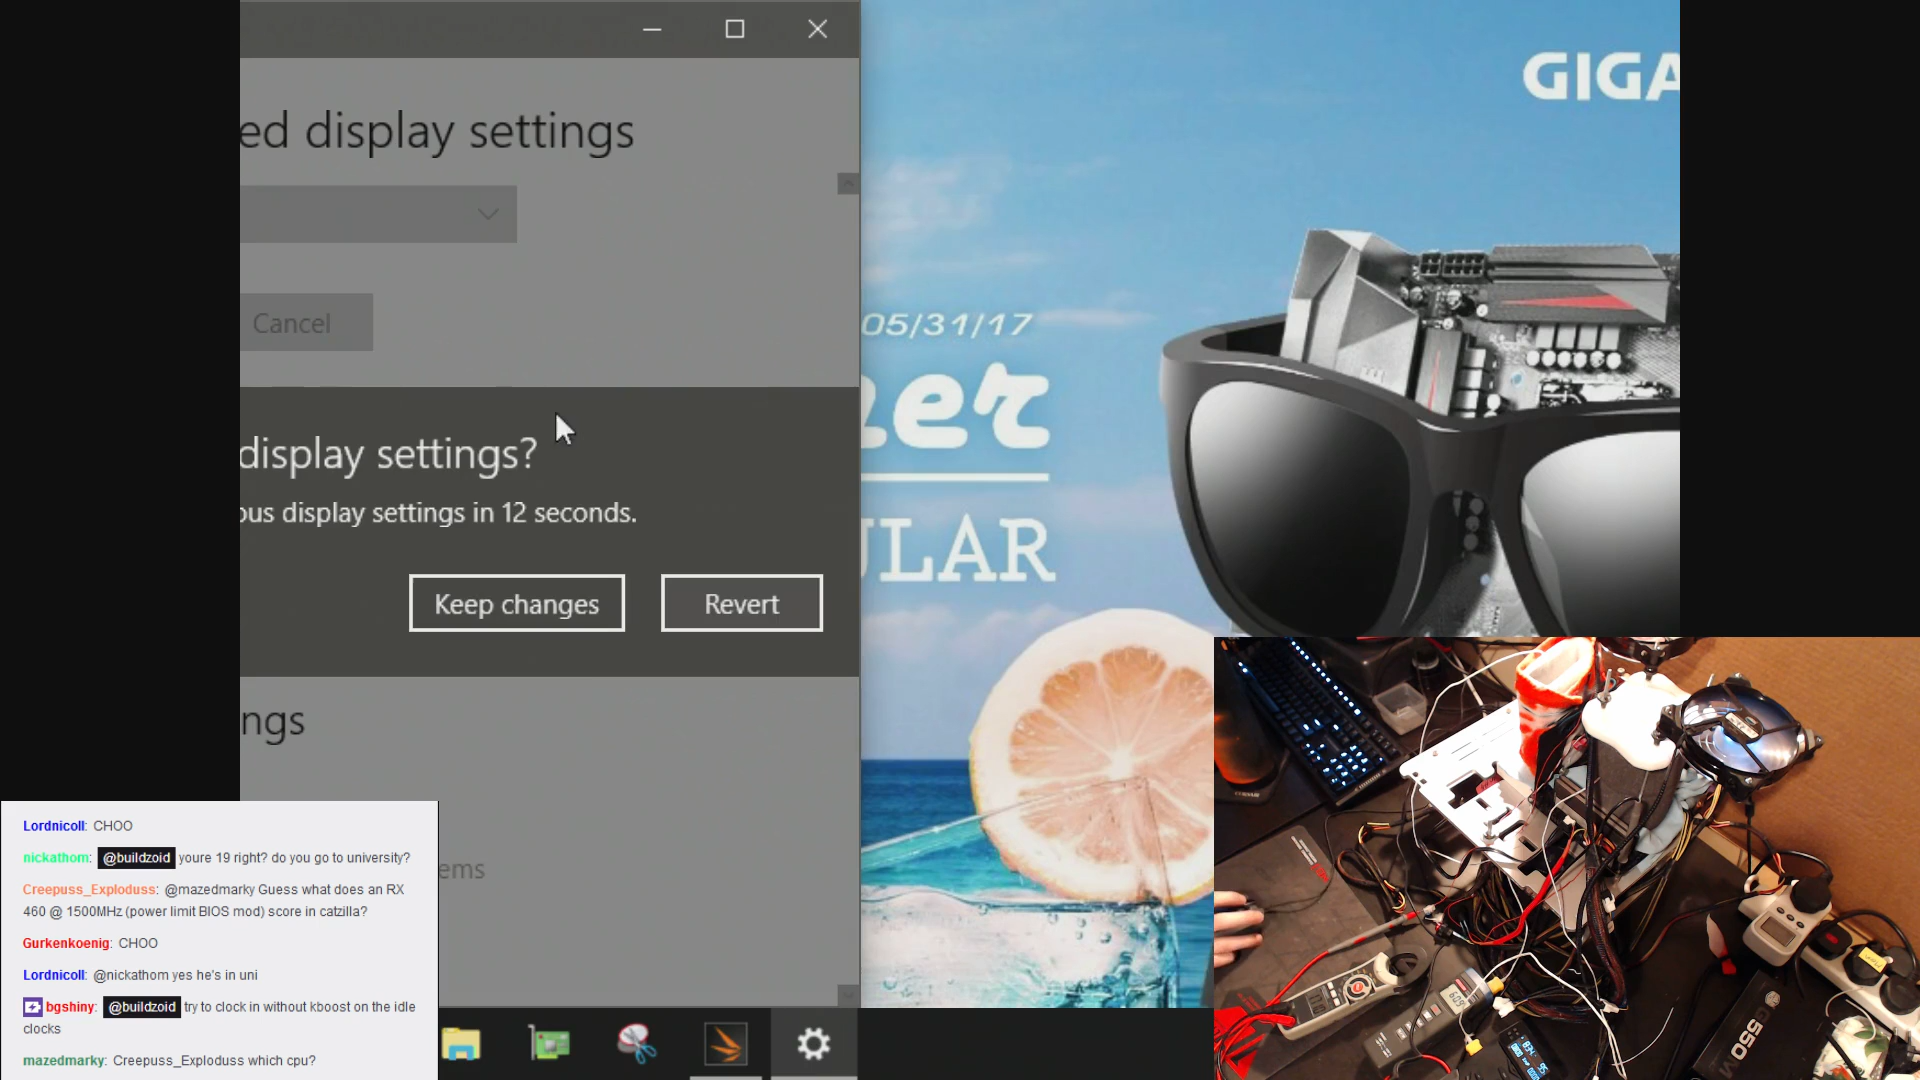 ed display settings
Cancel
display settings?
ous display settings in 12 seconds.
Keep changes
Revert
ngs
ems
GIGA
05/31/17
er
ULAR
Lordnicoll: CHOO
nickathom: @buildzoid youre 19 right? do you go to university?
Creepuss_Exploduss: @mazedmarky Guess what does an RX
460 @ 1500MHz (power limit BIOS mod) score in catzilla?
Gurkenkoenig: CHOO
Lordnicoll: @nickathom yes he's in uni
bgshiny: @buildzoid try to clock in without kboost on the idle
clocks
mazedmarky: Creepuss_Exploduss which cpu?
550